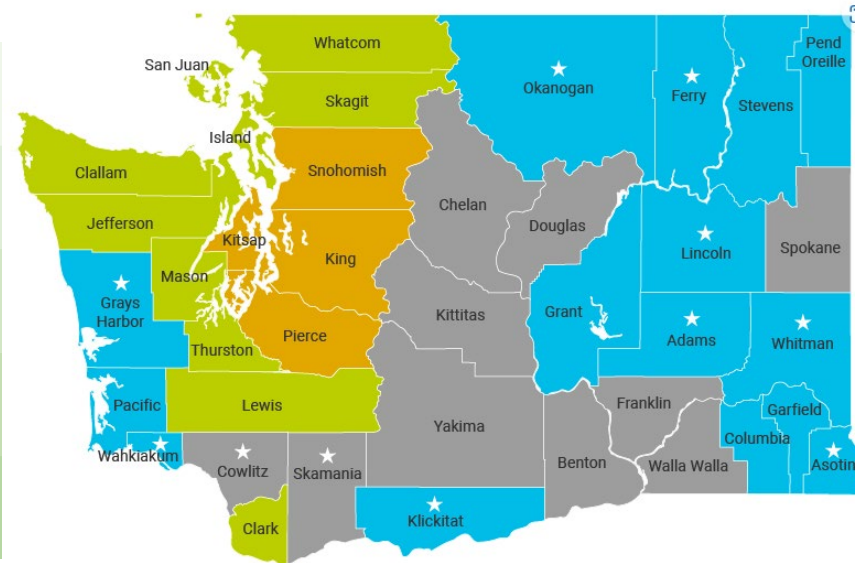 Whatcom
Pend
Oreille
San Juan
Okanogan
Ferry
Stevens
Skagit
Island
Snohomish
Clallam
Chelan
Jefferson
Douglas
Kitsap
King
Lincoln
Spokane
Mason
Grays
Harbor
Kittitas
Grant
Pierce
Adams
Whitman
Thurston
Pacific
Lewis
Franklin
Garfield
Yakima
Columbia
Wahkiakum
Cowlitz
Skamania
Benton
Walla Walla
Asotin
Clark
Klickitat